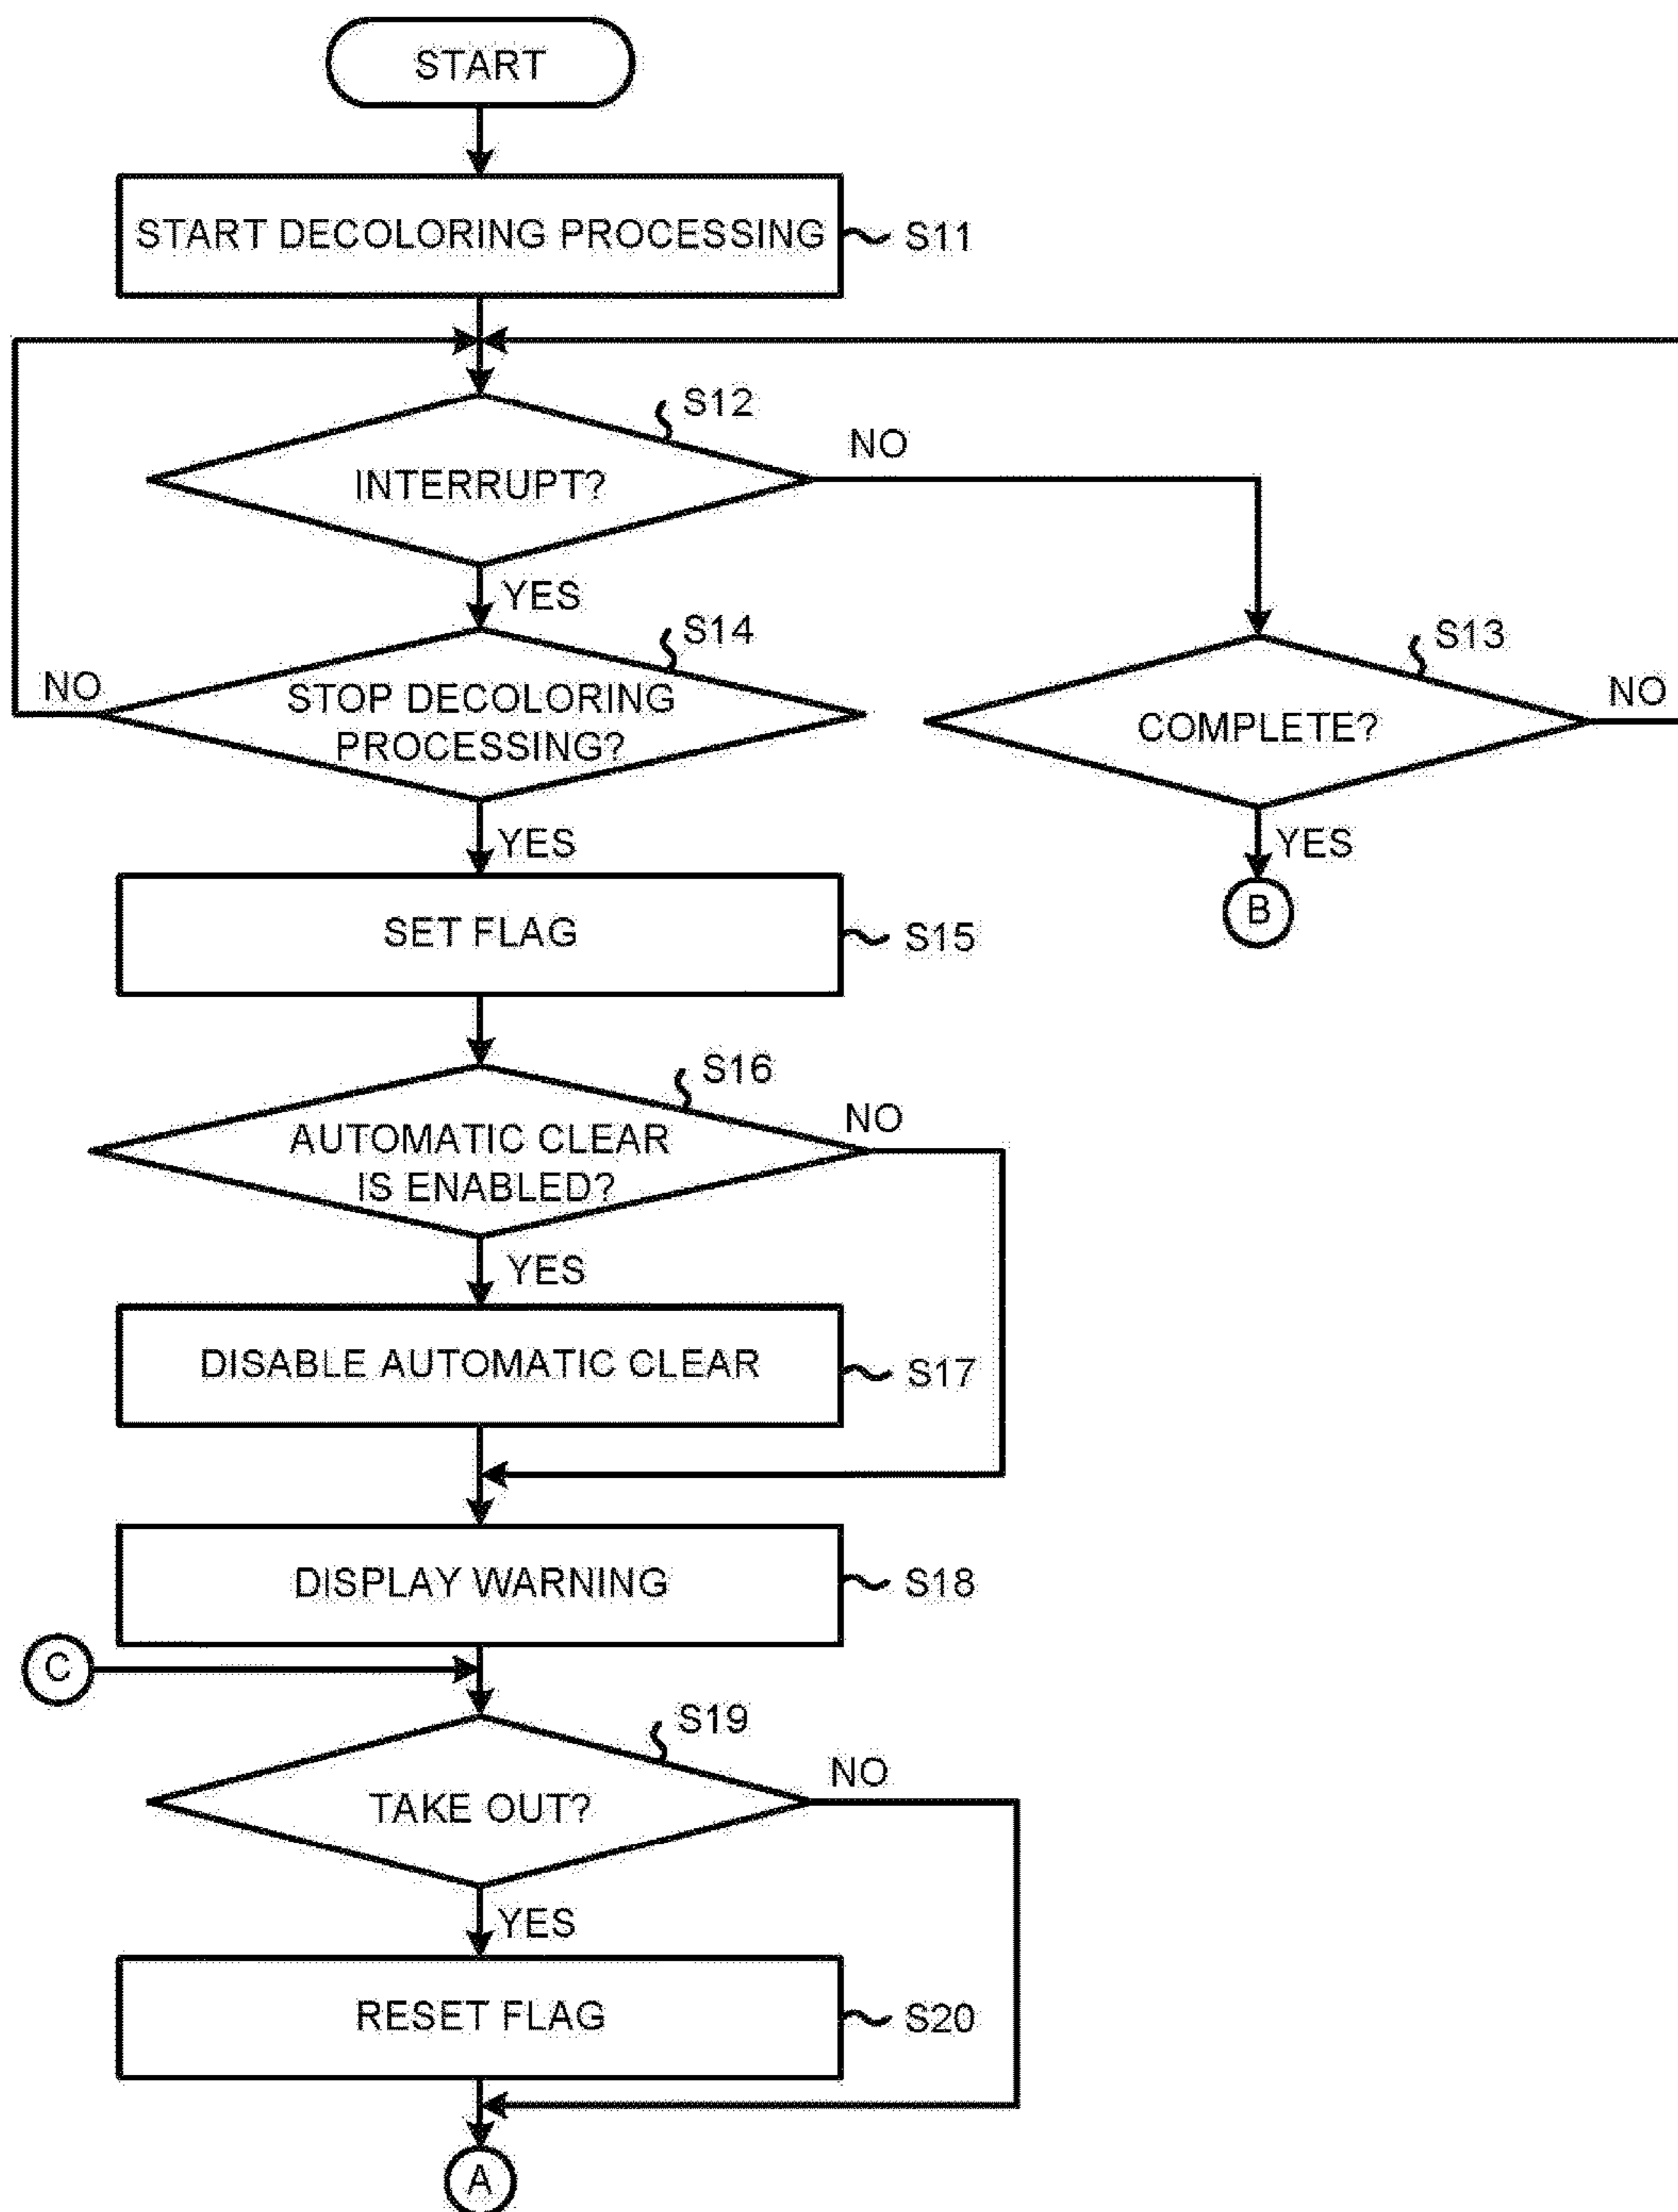 START
START DECOLORING PROCESSING
S11
S12
INTERRUPT?
NO
YES
S14
STOP DECOLORING
PROCESSING?
NO
YES
S13
COMPLETE?
NO
YES
B
SET FLAG
S15
S16
AUTOMATIC CLEAR
IS ENABLED?
NO
YES
DISABLE AUTOMATIC CLEAR
S17
DISPLAY WARNING
S18
C
S19
TAKE OUT?
NO
YES
RESET FLAG
S20
A